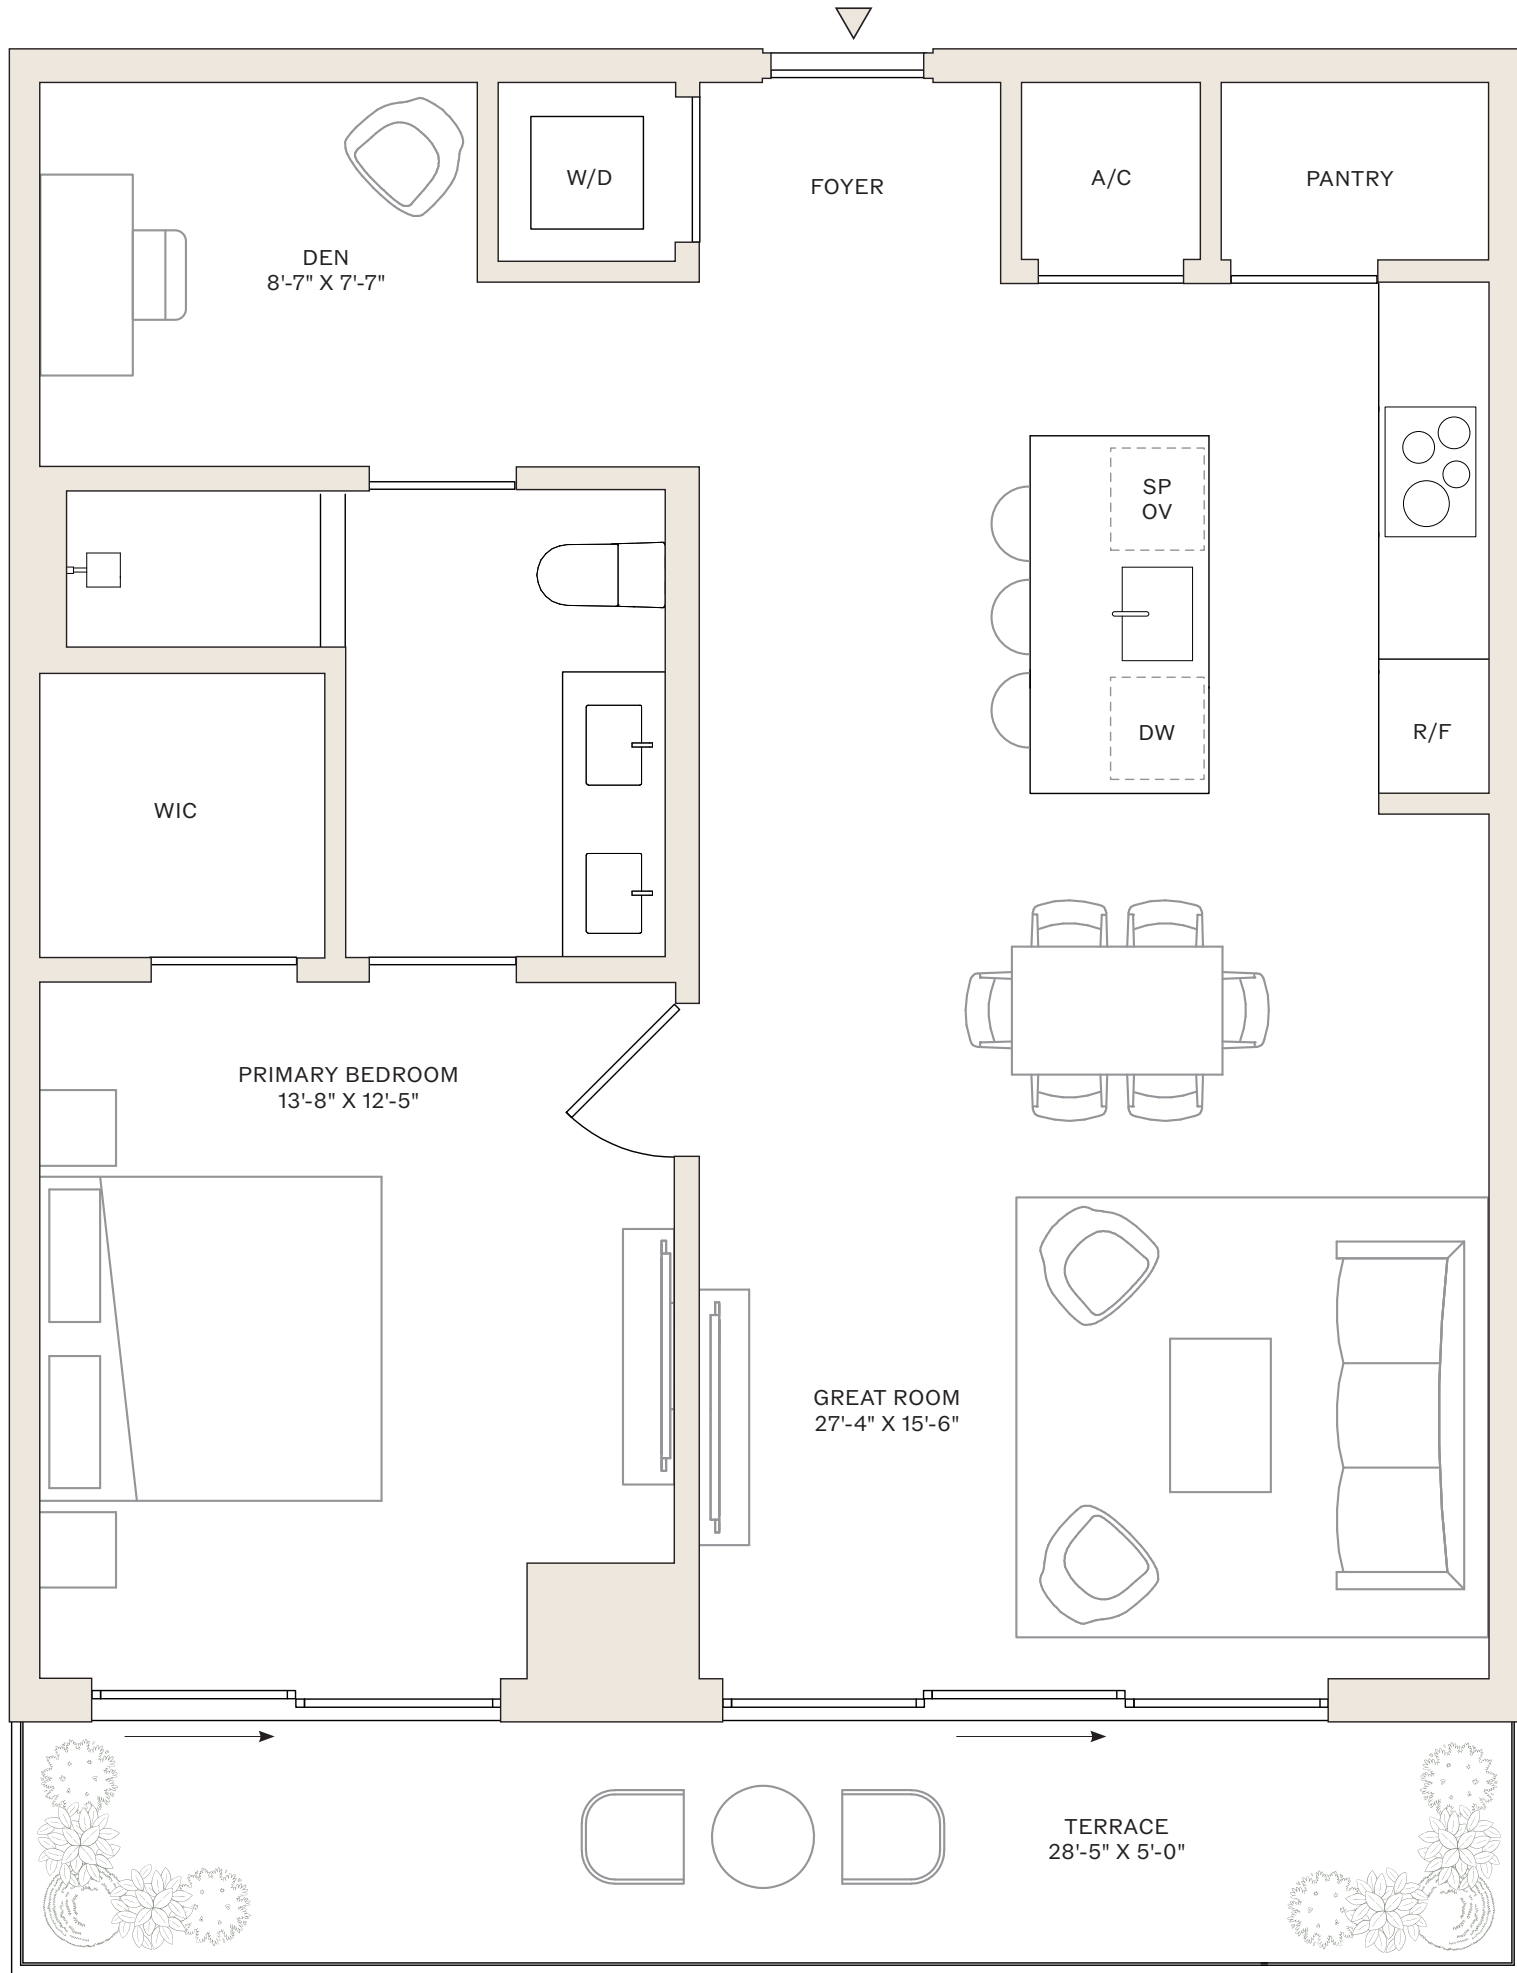 W/D
FOYER
A/C
PANTRY
DEN
8'-7" X 7'-7"
SP
OV
DW
R/F
WIC
PRIMARY BEDROOM
13'-8" X 12'-5"
GREAT ROOM
27'-4" X 15'-6"
TERRACE
28'-5" X 5'-0"